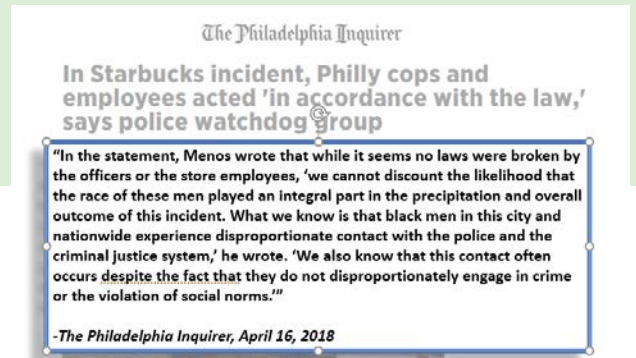 The Philadelphia Inquirer
In Starbucks incident, Philly cops and
employees acted 'in accordance with the law,'
says police watchdog group
“In the statement, Menos wrote that while it seems no laws were broken by
the officers or the store employees, ‘we cannot discount the likelihood that
the race of these men played an integral part in the precipitation and overall
outcome of this incident. What we know is that black men in this city and
nationwide experience disproportionate contact with the police and the
criminal justice system,’ he wrote. ‘We also know that this contact often
occurs despite the fact that they do not disproportionately engage in crime
or the violation of social norms.’”
-The Philadelphia Inquirer, April 16, 2018